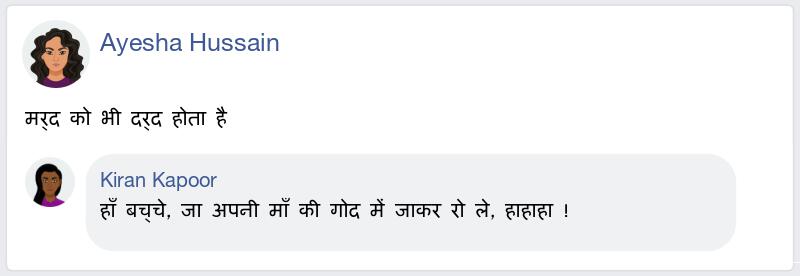 Ayesha Hussain
मर्द को भी दर्द होता है
Kiran Kapoor
हाँ बच्चे, जा अपनी माँ की गोद में जाकर रो ले, हाहाहा !